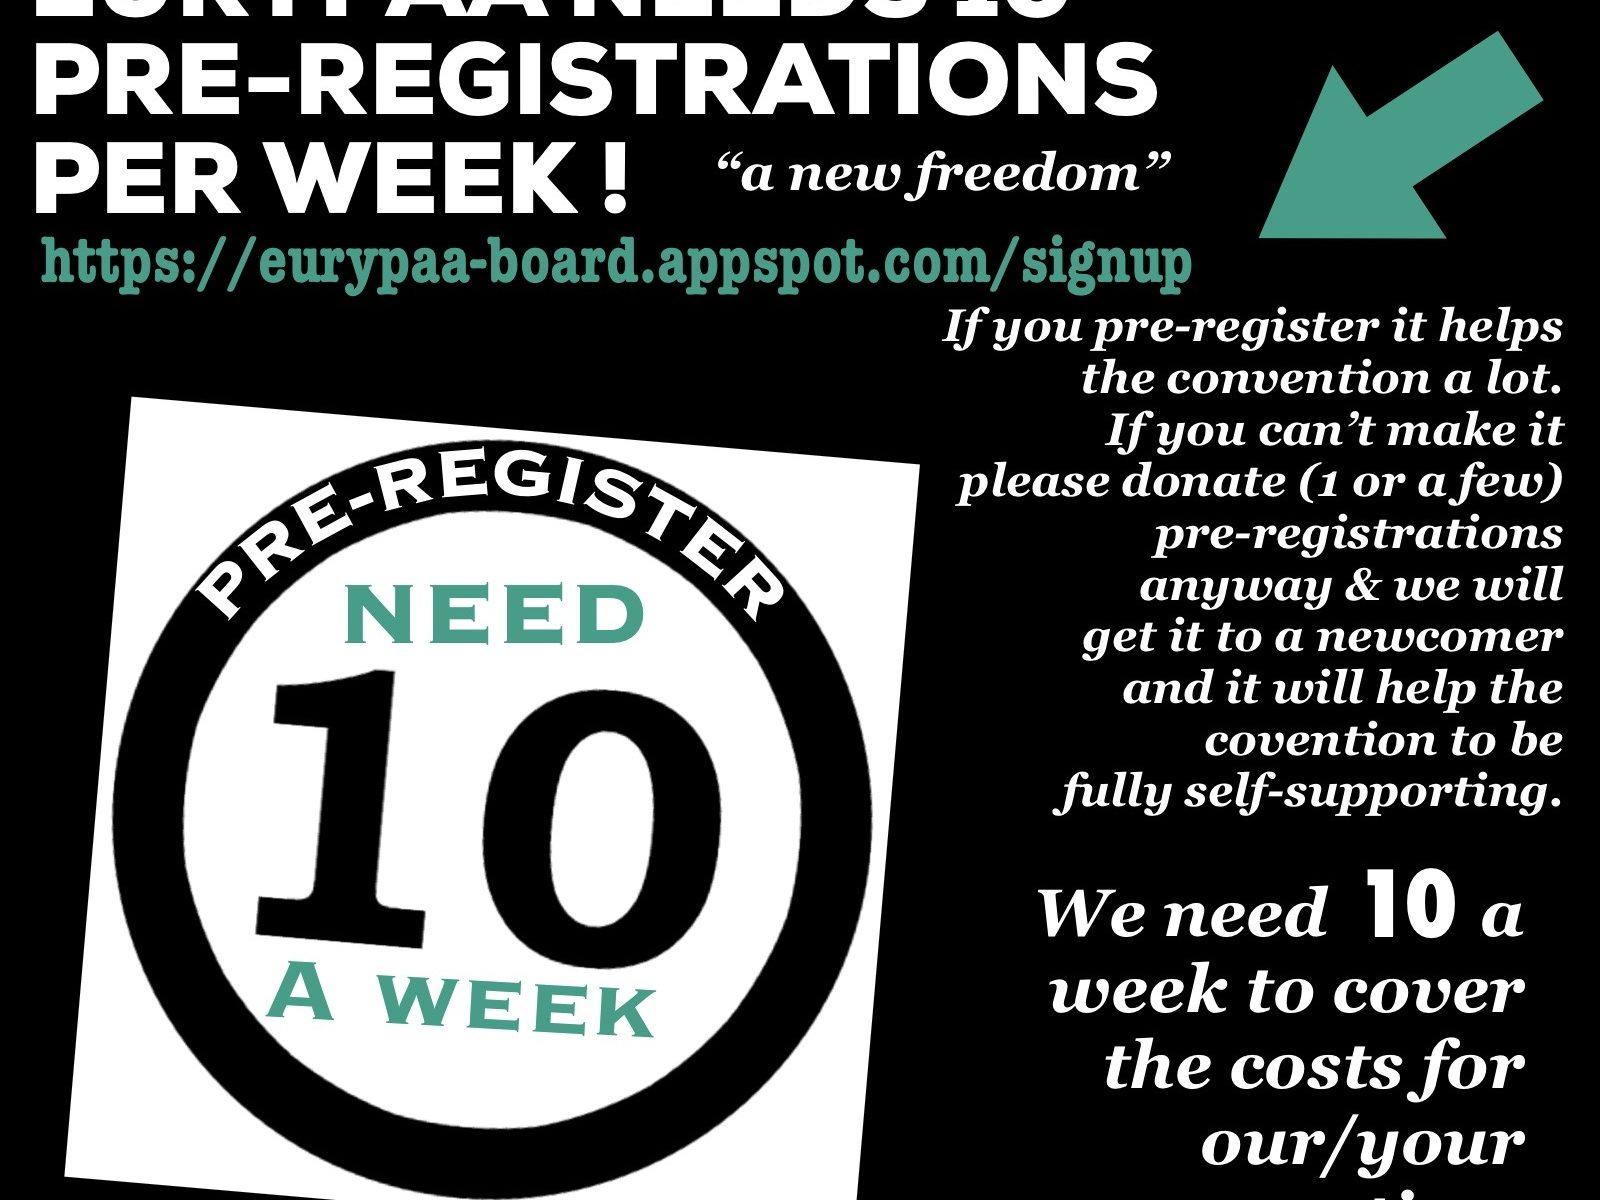 EURYPAA NEEDS 10
PRE-REGISTRATIONS
PER WEEK !
“a new freedom”
https://eurypaa-board.appspot.com/signup
If you pre-register it helps
the convention a lot.
If you can’t make it
please donate (1 or a few)
pre-registrations
anyway & we will
get it to a newcomer
and it will help the
covention to be
fully self-supporting.
PRE-REGISTER
NEED
10
A WEEK
We need 10 a
week to cover
the costs for
our/your